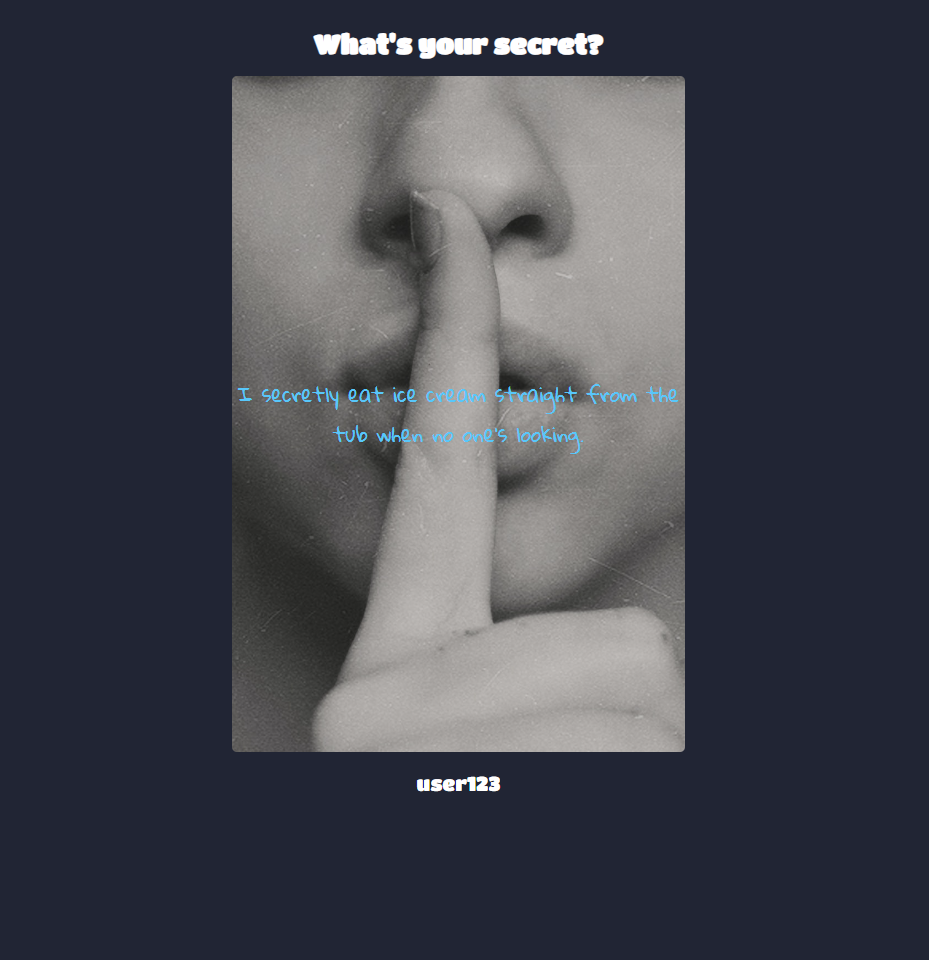 What's your secret?
I secretly eat ice cream straight from the
tub when no one's looking.
user123